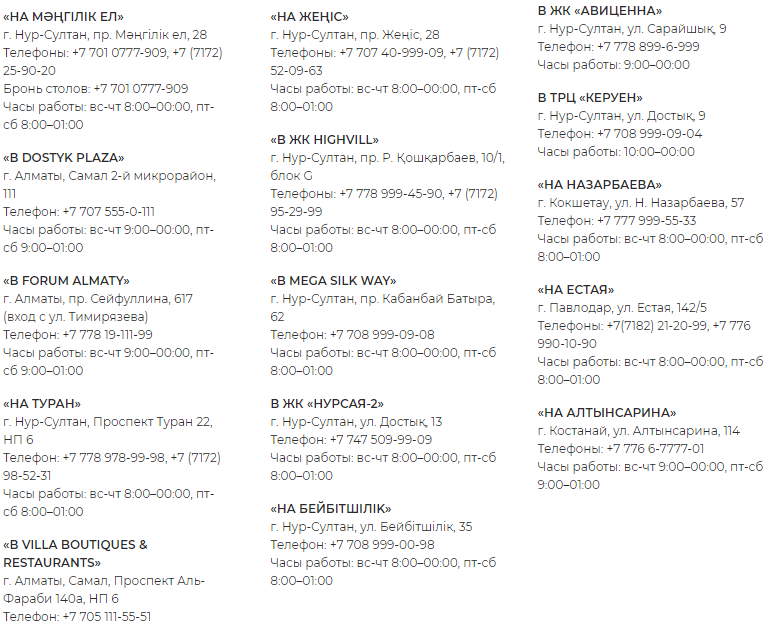 «НА МӘҢГІЛІК ЕЛ»
г. Нур-Султан, пр. Мәңгілік ел, 28
Телефоны: +7 701 0777-909, +7 (7172)
25-90-20
Бронь столов: +7 701 0777-909
Часы работы: вс-чт 8:00–00:00, пт-
сб 8:00–01:00
«В DOSTYK PLAZA»
г. Алматы, Самал 2-й микрорайон,
111
Телефон: +7 707 555-0-111
Часы работы: вс-чт 9:00–00:00, пт-
сб 9:00–01:00
«В FORUM ALMATY»
г. Алматы, пр. Сейфуллина, 617
(вход с ул. Тимирязева)
Телефон: +7 778 19-111-99
Часы работы: вс-чт 9:00–00:00, пт-
сб 9:00–01:00
«НА ТУРАН»
г. Нур-Султан, Проспект Туран 22,
НП 6
Телефон: +7 778 978-99-98, +7 (7172)
98-52-31
Часы работы: вс-чт 8:00–00:00, пт-
сб 8:00–01:00
«В VILLA BOUTIQUES &
RESTAURANTS»
г. Алматы, Самал, Проспект Аль-
Фараби 140а, НП 6
Телефон: +7 705 111-55-51
«НА ЖЕҢІС»
г. Нур-Султан, пр. Жеңіс, 28
Телефон: +7 707 40-999-09, +7 (7172)
52-09-63
Часы работы: вс-чт 8:00–00:00, пт-сб
8:00–01:00
«В ЖК HIGHVILL»
г. Нур-Султан, пр. Р. Қошқарбаев, 10/1,
блок G
Телефоны: +7 778 999-45-90, +7 (7172)
95-29-99
Часы работы: вс-чт 8:00–00:00, пт-сб
8:00–01:00
«В MEGA SILK WAY»
г. Нур-Султан, пр. Кабанбай Батыра,
62
Телефон: +7 708 999-09-08
Часы работы: вс-чт 8:00–00:00, пт-сб
8:00–01:00
В ЖК «НУРСАЯ-2»
г. Нур-Султан, ул. Достық, 13
Телефон: +7 747 509-99-09
Часы работы: вс-чт 8:00–00:00, пт-сб
8:00–01:00
«НА БЕЙБІТШІЛІК»
г. Нур-Султан, ул. Бейбітшілік, 35
Телефон: +7 708 999-00-98
Часы работы: вс-чт 8:00–00:00, пт-сб
8:00–01:00
В ЖК «АВИЦЕННА»
г. Нур-Султан, ул. Сарайшық, 9
Телефон: +7 778 899-6-999
Часы работы: 9:00–00:00
В ТРЦ «КЕРУЕН»
г. Нур-Султан, ул. Достық, 9
Телефон: +7 708 999-09-04
Часы работы: 10:00–00:00
«НА НАЗАРБАЕВА»
г. Кокшетау, ул. Н. Назарбаева, 57
Телефон: +7 777 999-55-33
Часы работы: вс-чт 8:00–00:00, пт-сб
8:00–01:00
«НА ЕСТАЯ»
г. Павлодар, ул. Естая, 142/5
Телефоны: +7(7182) 21-20-99, +7 776
990-10-90
Часы работы: вс-чт 8:00–00:00, пт-сб
8:00–01:00
«НА АЛТЫНСАРИНА»
г. Костанай, ул. Алтынсарина, 114
Телефоны: +7 776 6-7777-01
Часы работы: вс-чт 9:00–00:00, пт-сб
9:00–01:00